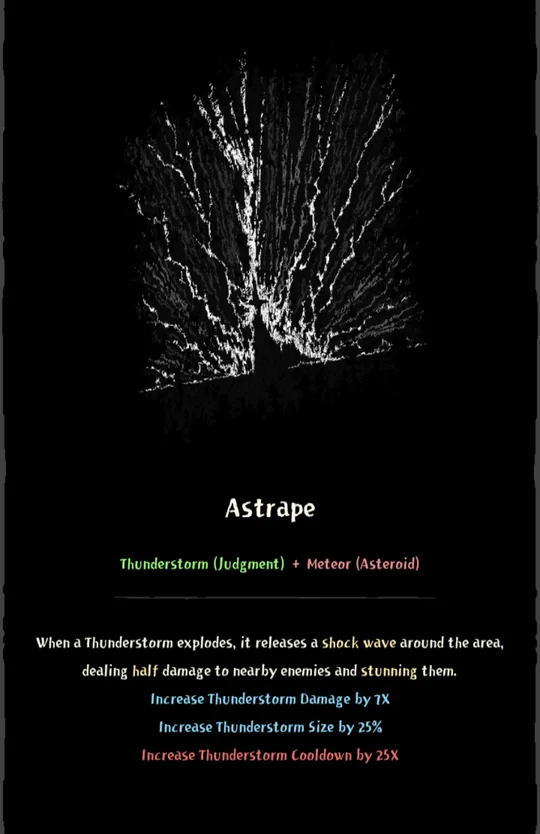 Astrape
Thunderstorm (Judgment) + Meteor (Asteroid)
When a Thunderstorm explodes, it releases a shock wave around the area,
dealing half damage to nearby enemies and stunning them.
Increase Thunderstorm Damage by 7X
Increase Thunderstorm Size by 25%
Increase Thunderstorm Cooldown by 25X